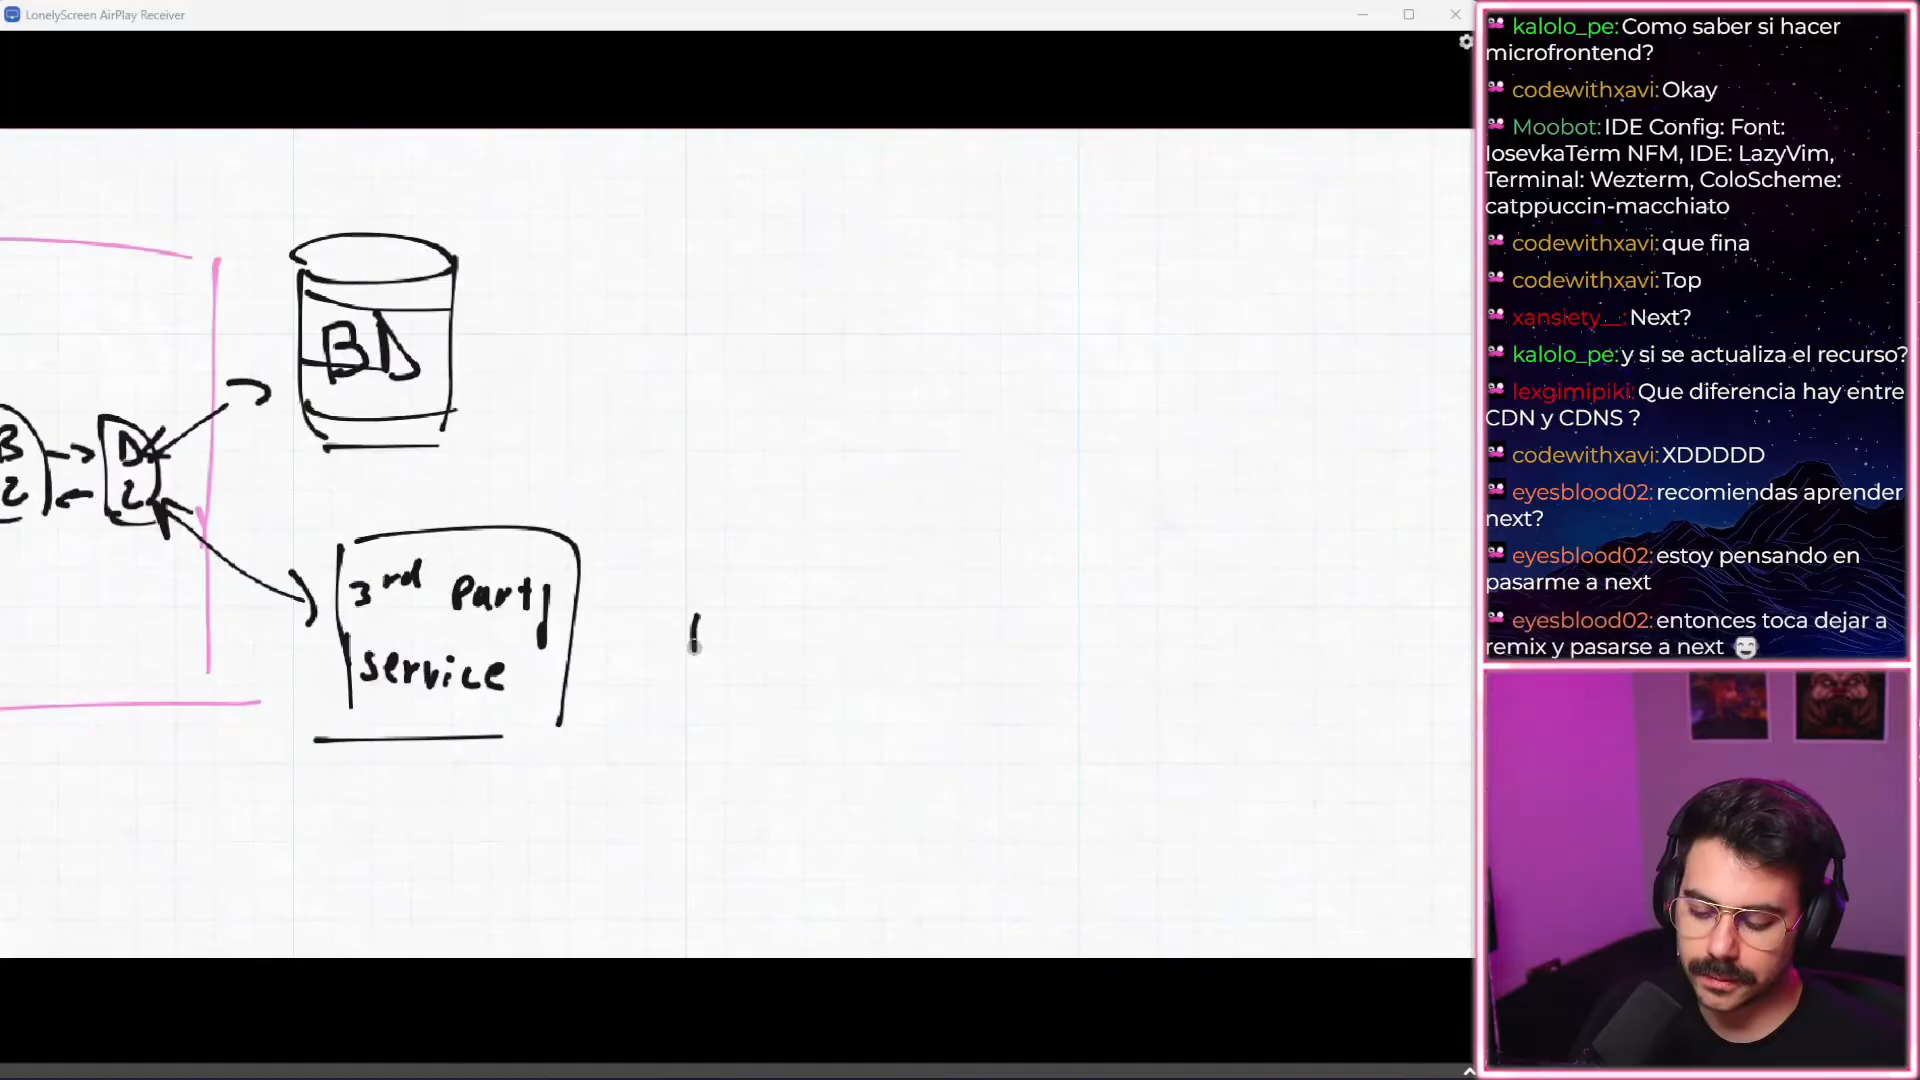 LonelyScreen AirPlay Receiver
B
2
D
2
BD
3rd Party
service
kalolo_pe: Como saber si hacer
microfrontend?
codewithxavi: Okay
Moobot: IDE Config: Font:
IosevkaTerm NFM, IDE: LazyVim,
Terminal: Wezterm, ColoScheme:
catppuccin-macchiato
codewithxavi: que fina
codewithxavi: Top
xansiety__: Next?
kalolo_pe: y si se actualiza el recurso?
lexgimipiki: Que diferencia hay entre
CDN y CDNS ?
codewithxavi: XDDDDD
eyesblood02: recomiendas aprender
next?
eyesblood02: estoy pensando en
pasarme a next
eyesblood02: entonces toca dejar a
remix y pasarse a next